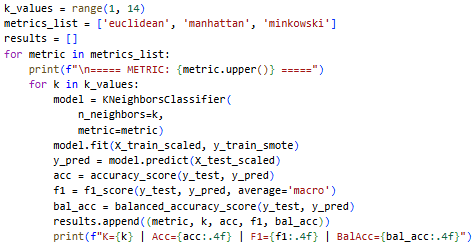 k_values = range(1, 14)
metrics_list = ['euclidean', 'manhattan', 'minkowski']
results = []
for metric in metrics_list:
    print(f"\n===== METRIC: {metric.upper()} =====")
    for k in k_values:
        model = KNeighborsClassifier(
            n_neighbors=k,
            metric=metric)
        model.fit(X_train_scaled, y_train_smote)
        y_pred = model.predict(X_test_scaled)
        acc = accuracy_score(y_test, y_pred)
        f1 = f1_score(y_test, y_pred, average='macro')
        bal_acc = balanced_accuracy_score(y_test, y_pred)
        results.append((metric, k, acc, f1, bal_acc))
        print(f"K={k} | Acc={acc:.4f} | F1={f1:.4f} | BalAcc={bal_acc:.4f}")